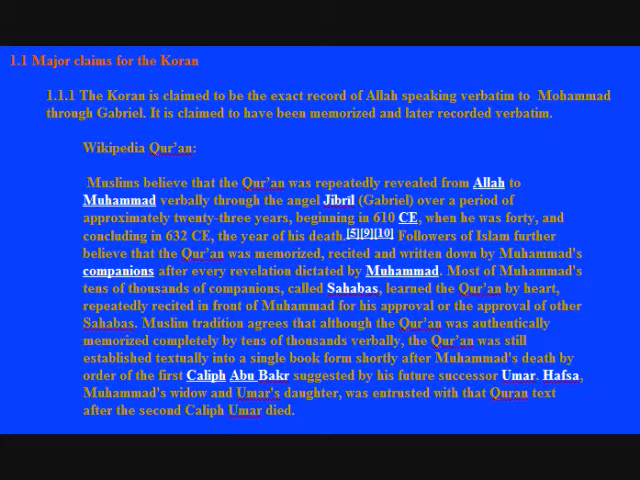 1.1 Major claims for the Koran
1.1.1 The Koran is claimed to be the exact record of Allah speaking verbatim to Mohammad
through Gabriel. It is claimed to have been memorized and later recorded verbatim.
Wikipedia Qur’an:
Muslims believe that the Qur’an was repeatedly revealed from Allah to
Muhammad verbally through the angel Jibrīl (Gabriel) over a period of
approximately twenty-three years, beginning in 610 CE, when he was forty, and
concluding in 632 CE, the year of his death.[5][9][10] Followers of Islam further
believe that the Qur’an was memorized, recited and written down by Muhammad's
companions after every revelation dictated by Muhammad. Most of Muhammad's
tens of thousands of companions, called Sahabas, learned the Qur’an by heart,
repeatedly recited in front of Muhammad for his approval or the approval of other
Sahabas. Muslim tradition agrees that although the Qur’an was authentically
memorized completely by tens of thousands verbally, the Qur’an was still
established textually into a single book form shortly after Muhammad's death by
order of the first Caliph Abu Bakr suggested by his future successor Umar. Hafsa,
Muhammad's widow and Umar's daughter, was entrusted with that Quran text
after the second Caliph Umar died.